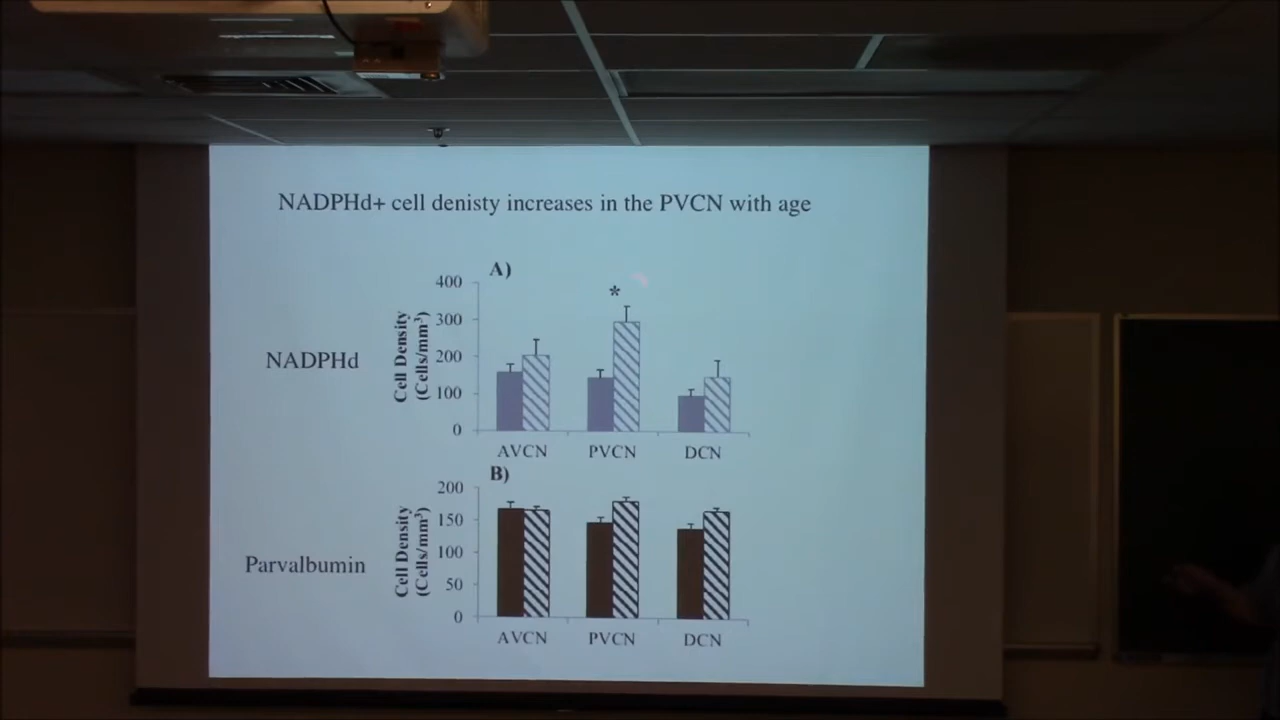 NADPHd+ cell denisty increases in the PVCN with age
A)
NADPHd
Cell Density
(Cells/mm³)
400
300
200
100
0
*
AVCN PVCN DCN
B)
Parvalbumin
Cell Density
(Cells/mm³)
200
150
100
50
0
AVCN PVCN DCN